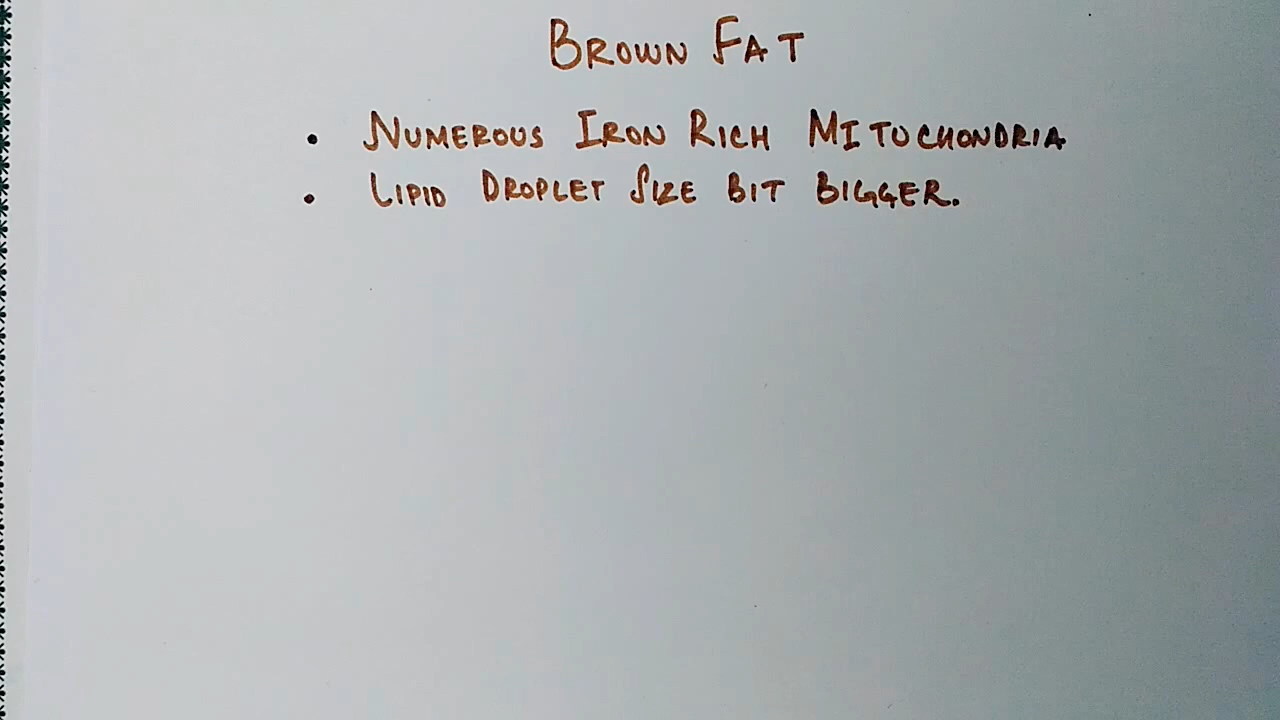 BROWN FAT
• NUMEROUS IRON RICH MITOCHONDRIA
• LIPID DROPLET SIZE BIT BIGGER.